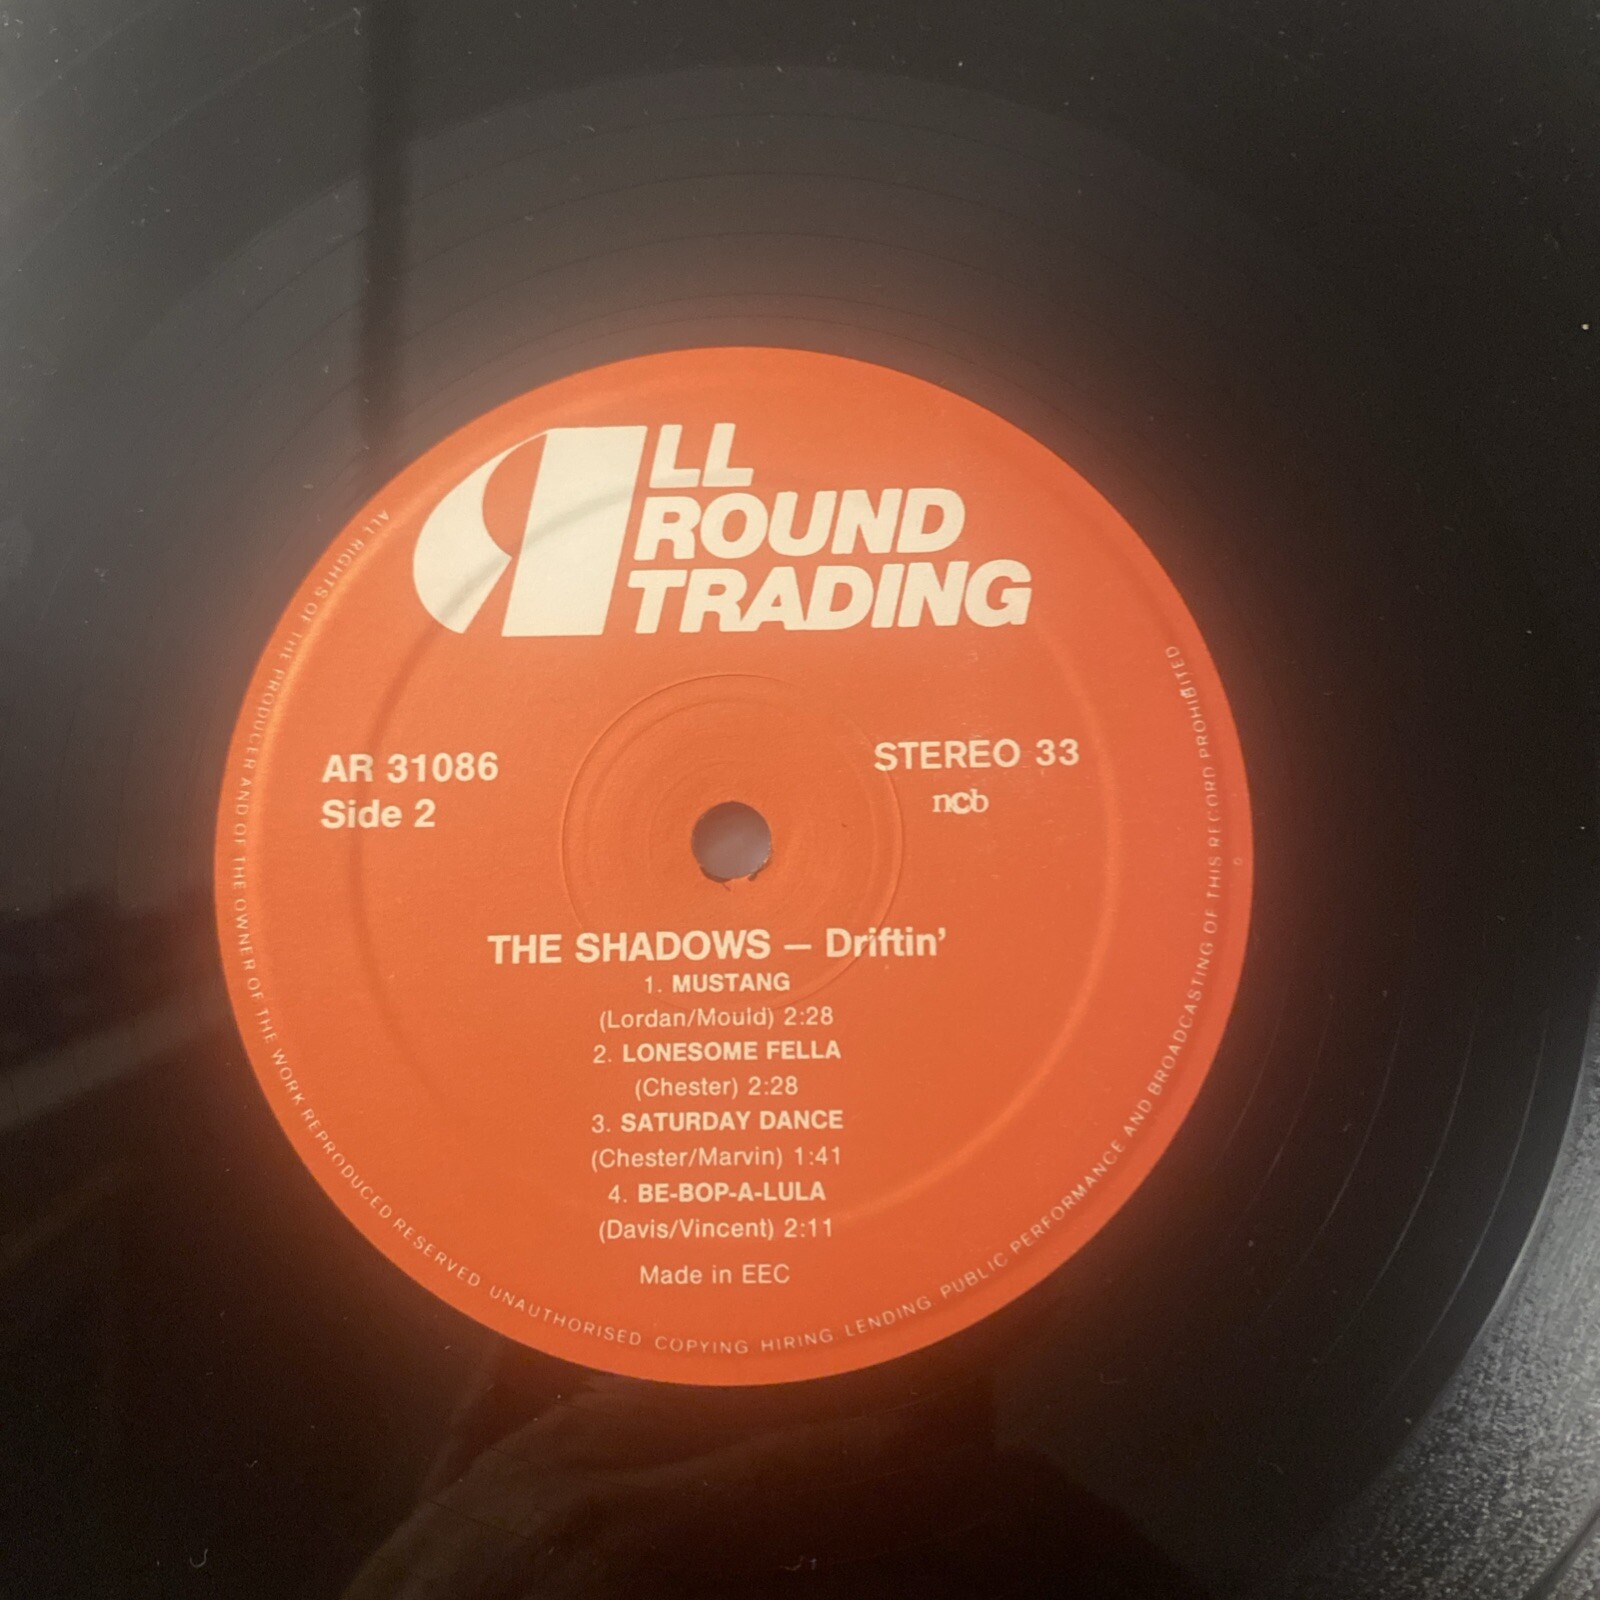 ALL
ROUND
TRADING
AR 31086
Side 2
STEREO 33
ncb
THE SHADOWS – Driftin'
1. MUSTANG
(Lordan/Mould) 2:28
2. LONESOME FELLA
(Chester) 2:28
3. SATURDAY DANCE
(Chester/Marvin) 1:41
4. BE-BOP-A-LULA
(Davis/Vincent) 2:11
Made in EEC
ALL RIGHTS OF THE PRODUCER AND OF THE OWNER OF THE WORK REPRODUCED RESERVED UNAUTHORISED COPYING HIRING LENDING PUBLIC PERFORMANCE AND BROADCASTING OF THIS RECORD PROHIBITED